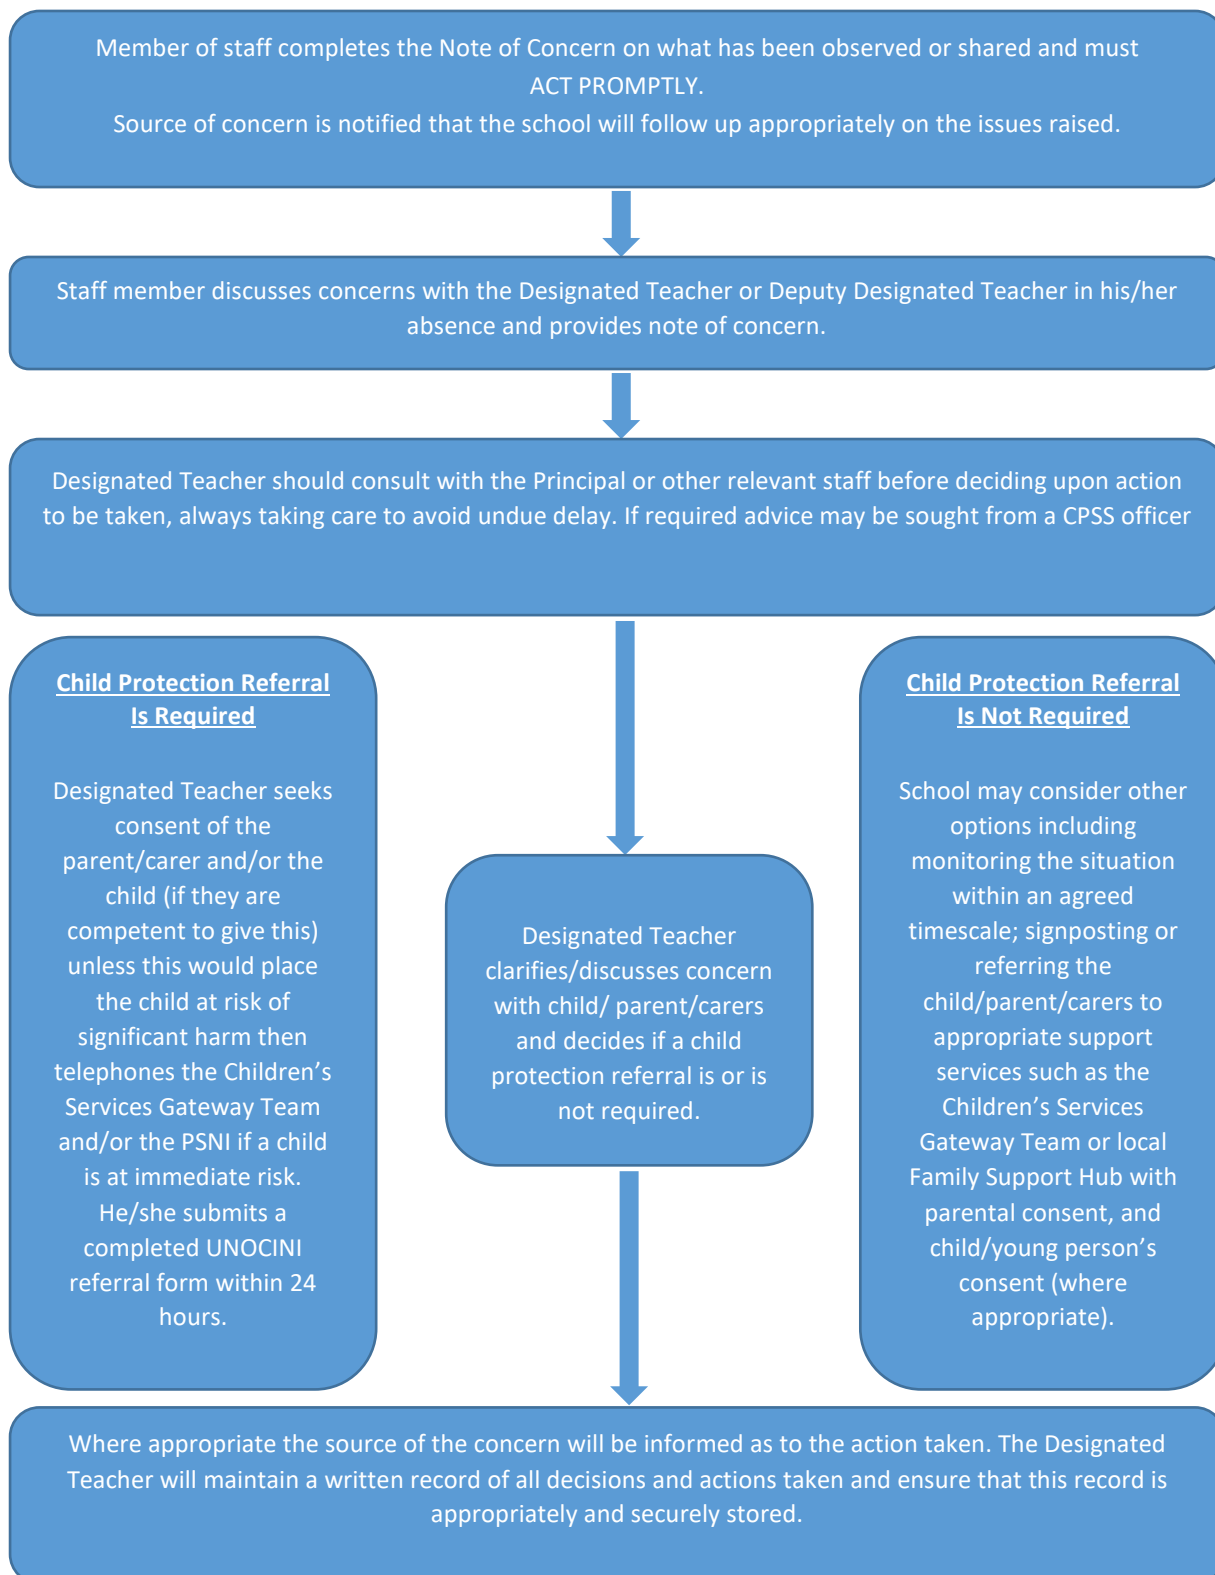 Member of staff completes the Note of Concern on what has been observed or shared and must
ACT PROMPTLY.
Source of concern is notified that the school will follow up appropriately on the issues raised.
Staff member discusses concerns with the Designated Teacher or Deputy Designated Teacher in his/her
absence and provides note of concern.
Designated Teacher should consult with the Principal or other relevant staff before deciding upon action
to be taken, always taking care to avoid undue delay. If required advice may be sought from a CPSS officer
Child Protection Referral
Is Required
Designated Teacher seeks
consent of the
parent/carer and/or the
child (if they are
competent to give this)
unless this would place
the child at risk of
significant harm then
telephones the Children’s
Services Gateway Team
and/or the PSNI if a child
is at immediate risk.
He/she submits a
completed UNOCINI
referral form within 24
hours.
Designated Teacher
clarifies/discusses concern
with child/ parent/carers
and decides if a child
protection referral is or is
not required.
Child Protection Referral
Is Not Required
School may consider other
options including
monitoring the situation
within an agreed
timescale; signposting or
referring the
child/parent/carers to
appropriate support
services such as the
Children’s Services
Gateway Team or local
Family Support Hub with
parental consent, and
child/young person’s
consent (where
appropriate).
Where appropriate the source of the concern will be informed as to the action taken. The Designated
Teacher will maintain a written record of all decisions and actions taken and ensure that this record is
appropriately and securely stored.